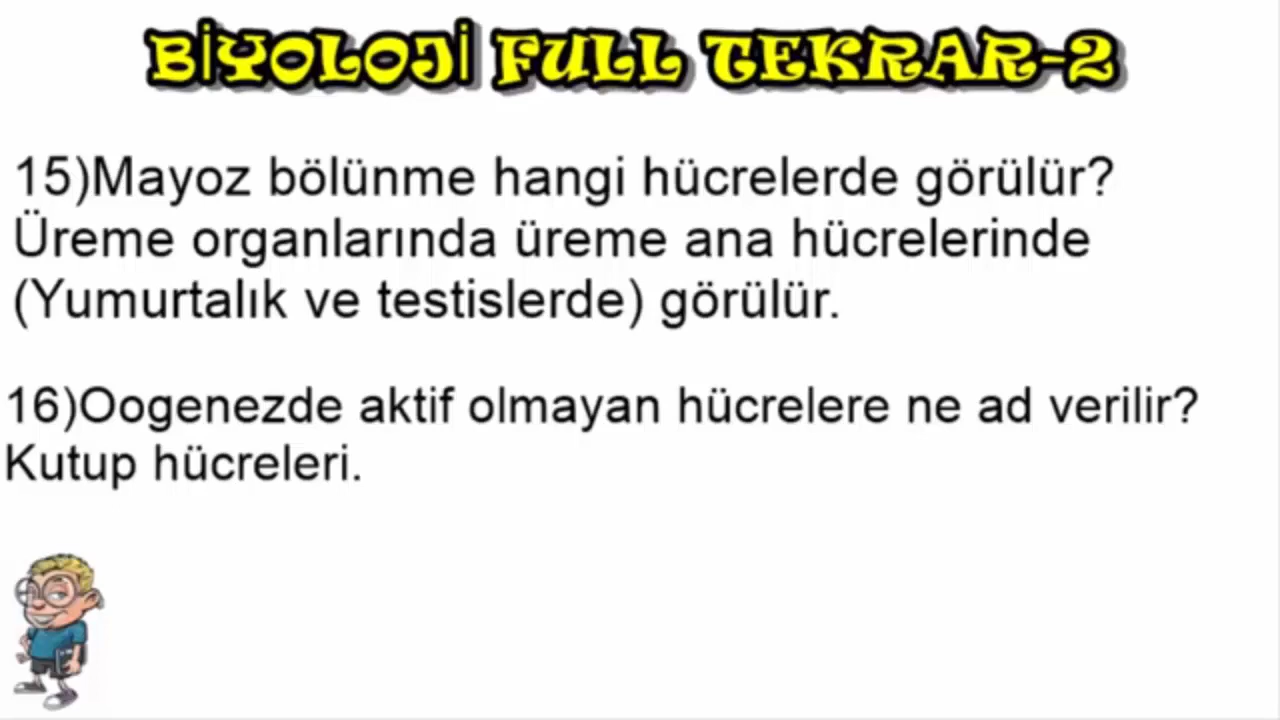 BİYOLOJİ FULL TEKRAR-2
15)Mayoz bölünme hangi hücrelerde görülür?
Üreme organlarında üreme ana hücrelerinde
(Yumurtalık ve testislerde) görülür.
16)Oogenezde aktif olmayan hücrelere ne ad verilir?
Kutup hücreleri.